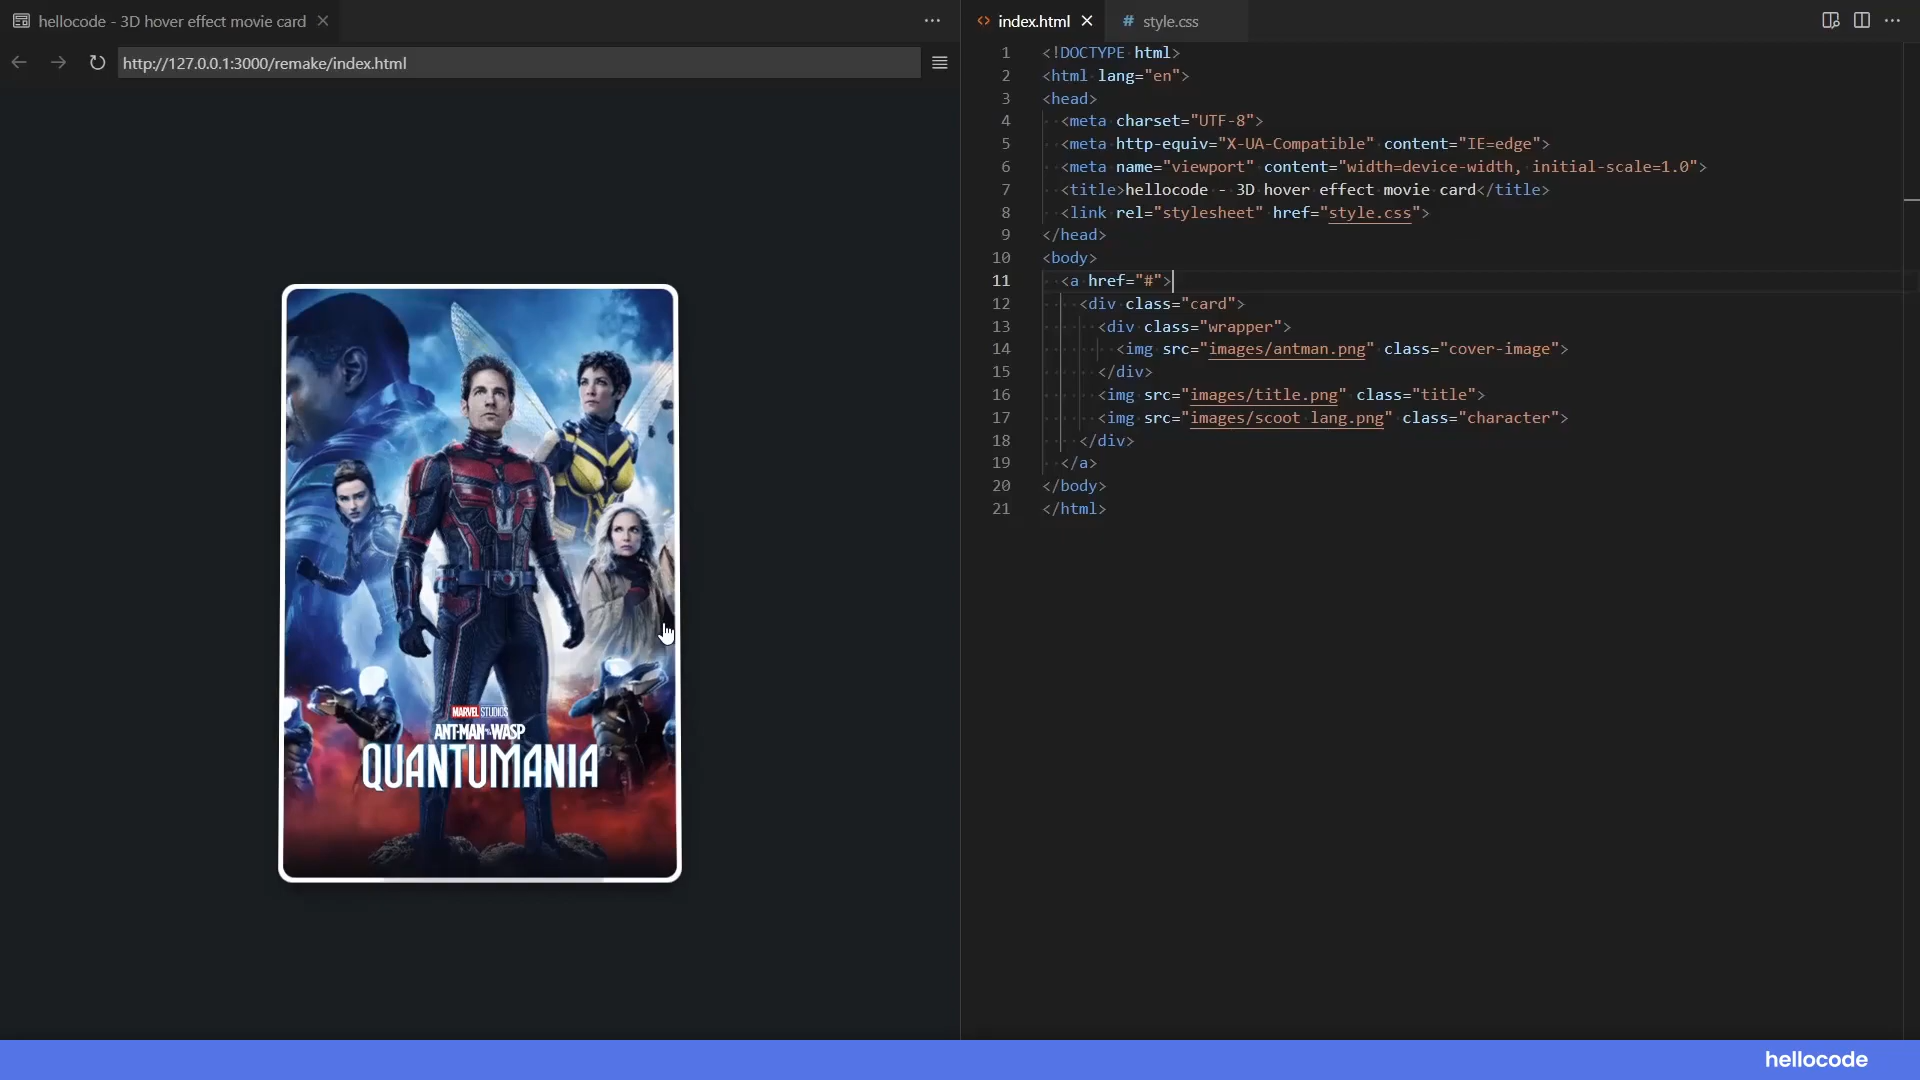 hellocode - 3D hover effect movie card
http://127.0.0.1:3000/remake/index.html
MARVEL STUDIOS
ANT-MAN WASP
QUANTUMANIA
index.html
# style.css
1 <!DOCTYPE html>
2 <html lang="en">
3 <head>
4 <meta charset="UTF-8">
5 <meta http-equiv="X-UA-Compatible" content="IE=edge">
6 <meta name="viewport" content="width=device-width, initial-scale=1.0">
7 <title>hellocode - 3D hover effect movie card</title>
8 <link rel="stylesheet" href="style.css">
9 </head>
10 <body>
11 <a href="#">
12 <div class="card">
13 <div class="wrapper">
14 <img src="images/antman.png" class="cover-image">
15 </div>
16 <img src="images/title.png" class="title">
17 <img src="images/scoot lang.png" class="character">
18 </div>
19 </a>
20 </body>
21 </html>
hellocode